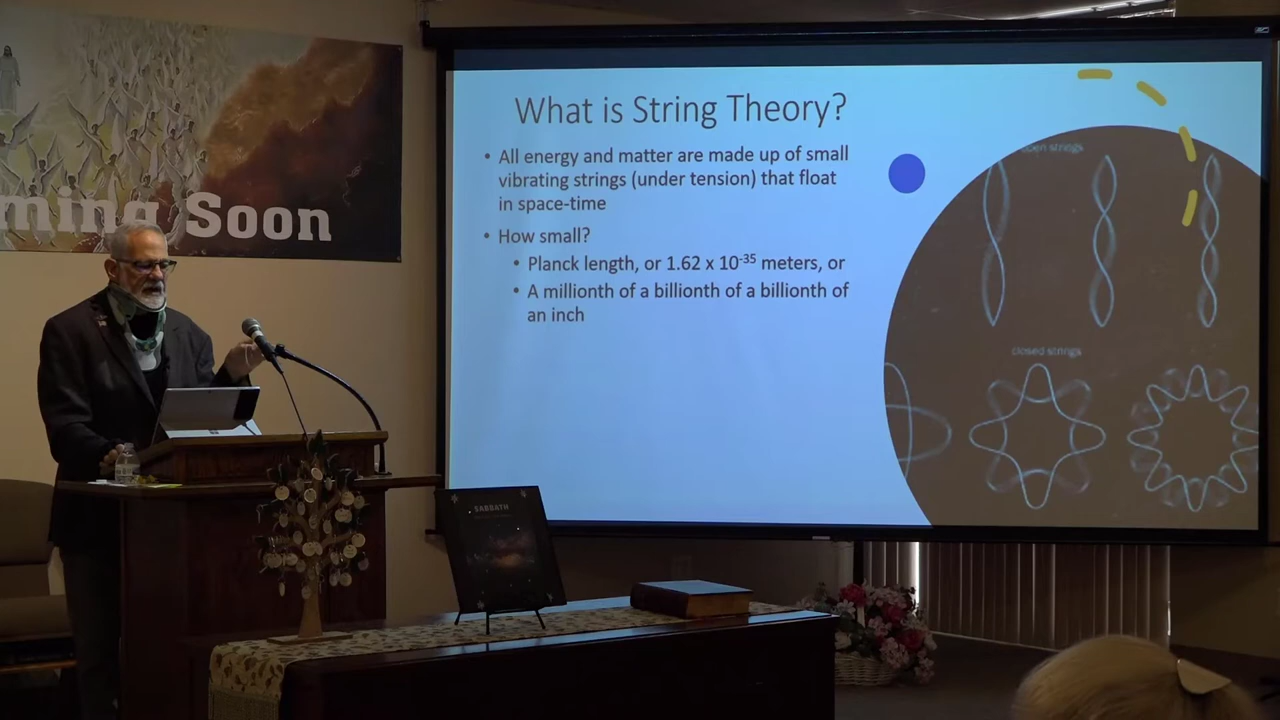 ming Soon
What is String Theory?
• All energy and matter are made up of small
vibrating strings (under tension) that float
in space-time
• How small?
• Planck length, or 1.62 x 10⁻³⁵ meters, or
• A millionth of a billionth of a billionth of
an inch
open strings
closed strings
SABBATH